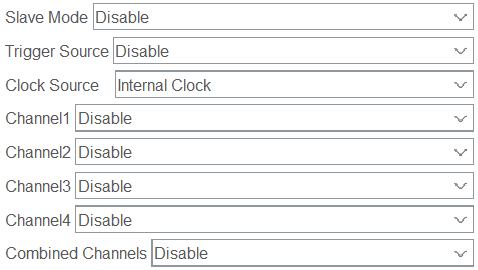 Slave Mode Disable
Trigger Source Disable
Clock Source Internal Clock
Channel1 Disable
Channel2 Disable
Channel3 Disable
Channel4 Disable
Combined Channels Disable